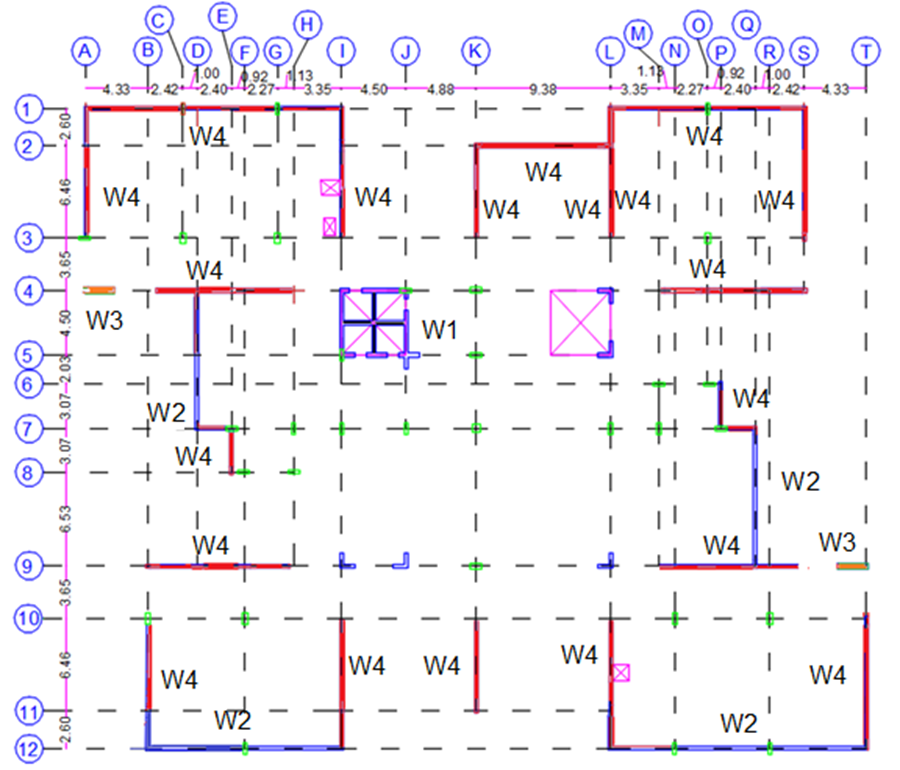 C E H M O Q
A B D F G I J K L N P R S T
1.00 0.92 1.13 1.13 0.92 1.00
4.33 2.42 2.40 2.27 3.35 4.50 4.88 9.38 3.35 2.27 2.40 2.42 4.33
1
2.60
W4 W4
2
W4
6.46
W4 W4 W4 W4 W4 W4
3
3.65
W4 W4
4
W3 W1
4.50
5
2.03
6
W4
3.07
W2
7
W4
3.07
8
W2
6.53
W4 W4 W3
9
3.65
10
W4 W4 W4 W4 W4
6.46
11
W2 W2
2.60
12